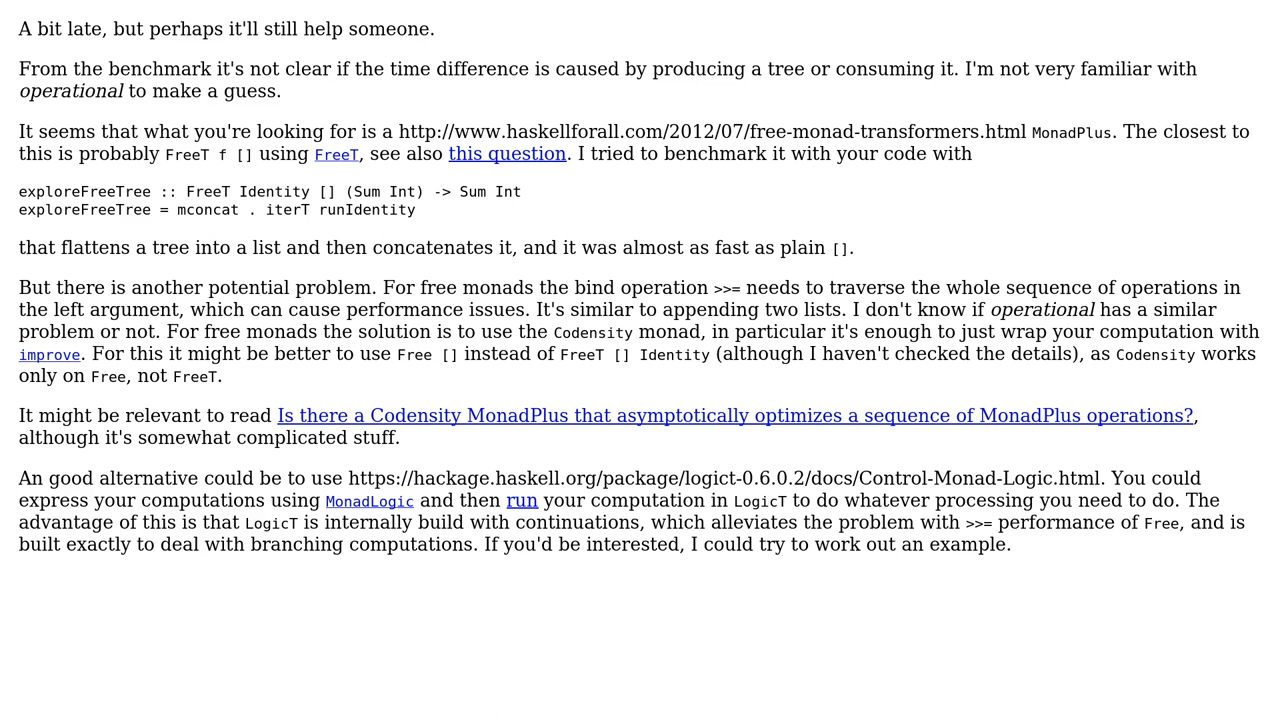 A bit late, but perhaps it'll still help someone.
From the benchmark it's not clear if the time difference is caused by producing a tree or consuming it. I'm not very familiar with
operational to make a guess.
It seems that what you're looking for is a http://www.haskellforall.com/2012/07/free-monad-transformers.html MonadPlus. The closest to
this is probably FreeT f [] using FreeT, see also this question. I tried to benchmark it with your code with
exploreFreeTree :: FreeT Identity [] (Sum Int) -> Sum Int
exploreFreeTree = mconcat . iterT runIdentity
that flattens a tree into a list and then concatenates it, and it was almost as fast as plain [].
But there is another potential problem. For free monads the bind operation >>= needs to traverse the whole sequence of operations in
the left argument, which can cause performance issues. It's similar to appending two lists. I don't know if operational has a similar
problem or not. For free monads the solution is to use the Codensity monad, in particular it's enough to just wrap your computation with
improve. For this it might be better to use Free [] instead of FreeT [] Identity (although I haven't checked the details), as Codensity works
only on Free, not FreeT.
It might be relevant to read Is there a Codensity MonadPlus that asymptotically optimizes a sequence of MonadPlus operations?,
although it's somewhat complicated stuff.
An good alternative could be to use https://hackage.haskell.org/package/logict-0.6.0.2/docs/Control-Monad-Logic.html. You could
express your computations using MonadLogic and then run your computation in LogicT to do whatever processing you need to do. The
advantage of this is that LogicT is internally build with continuations, which alleviates the problem with >>= performance of Free, and is
built exactly to deal with branching computations. If you'd be interested, I could try to work out an example.